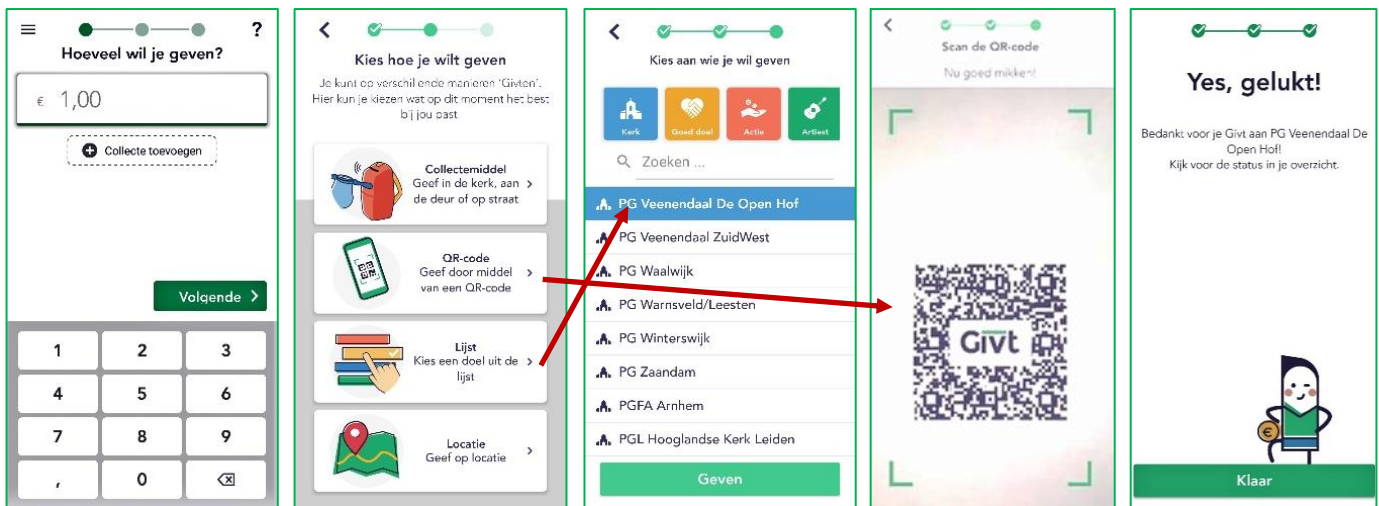 ?
Hoeveel wil je geven?
€ 1,00
Collecte toevoegen
Volgende
1 2 3
4 5 6
7 8 9
, 0
Kies hoe je wilt geven
Je kunt op verschillende manieren 'Givten'.
Hier kun je kiezen wat op dit moment het best
bij jou past.
Collectemiddel
Geef in de kerk, aan
de deur of op straat
QR-code
Geef door middel
van een QR-code
Lijst
Kies een doel uit de
lijst
Locatie
Geef op locatie
Kies aan wie je wil geven
Kerk Goed doel Actie Artiest
Zoeken ...
PG Veenendaal De Open Hof
PG Veenendaal ZuidWest
PG Waalwijk
PG Warnsveld/Leesten
PG Winterswijk
PG Zaandam
PGFA Arnhem
PGL Hooglandse Kerk Leiden
Geven
Scan de QR-code
Nu goed mikken!
Givt
Yes, gelukt!
Bedankt voor je Givt aan PG Veenendaal De
Open Hof!
Kijk voor de status in je overzicht.
€
Klaar